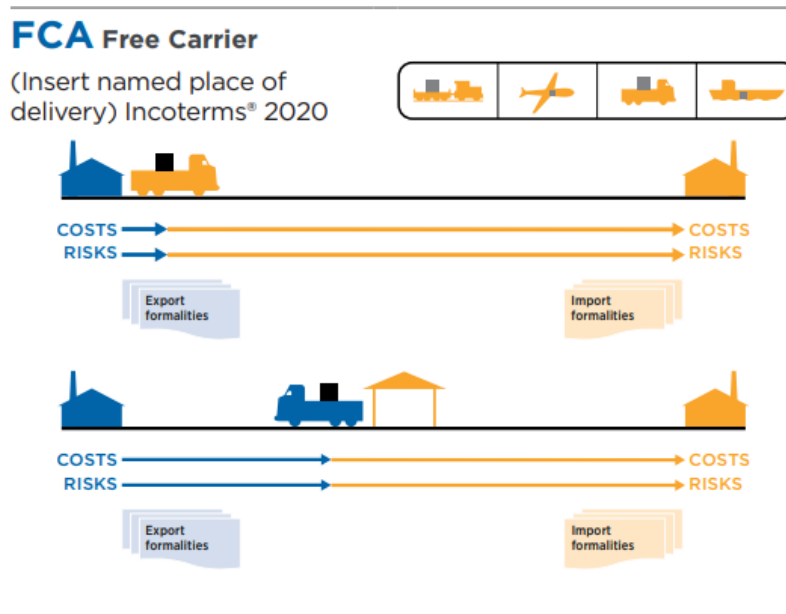 FCA Free Carrier
(Insert named place of
delivery) Incoterms® 2020
COSTS
COSTS
RISKS
RISKS
Export
formalities
Import
formalities
COSTS
COSTS
RISKS
RISKS
Export
formalities
Import
formalities